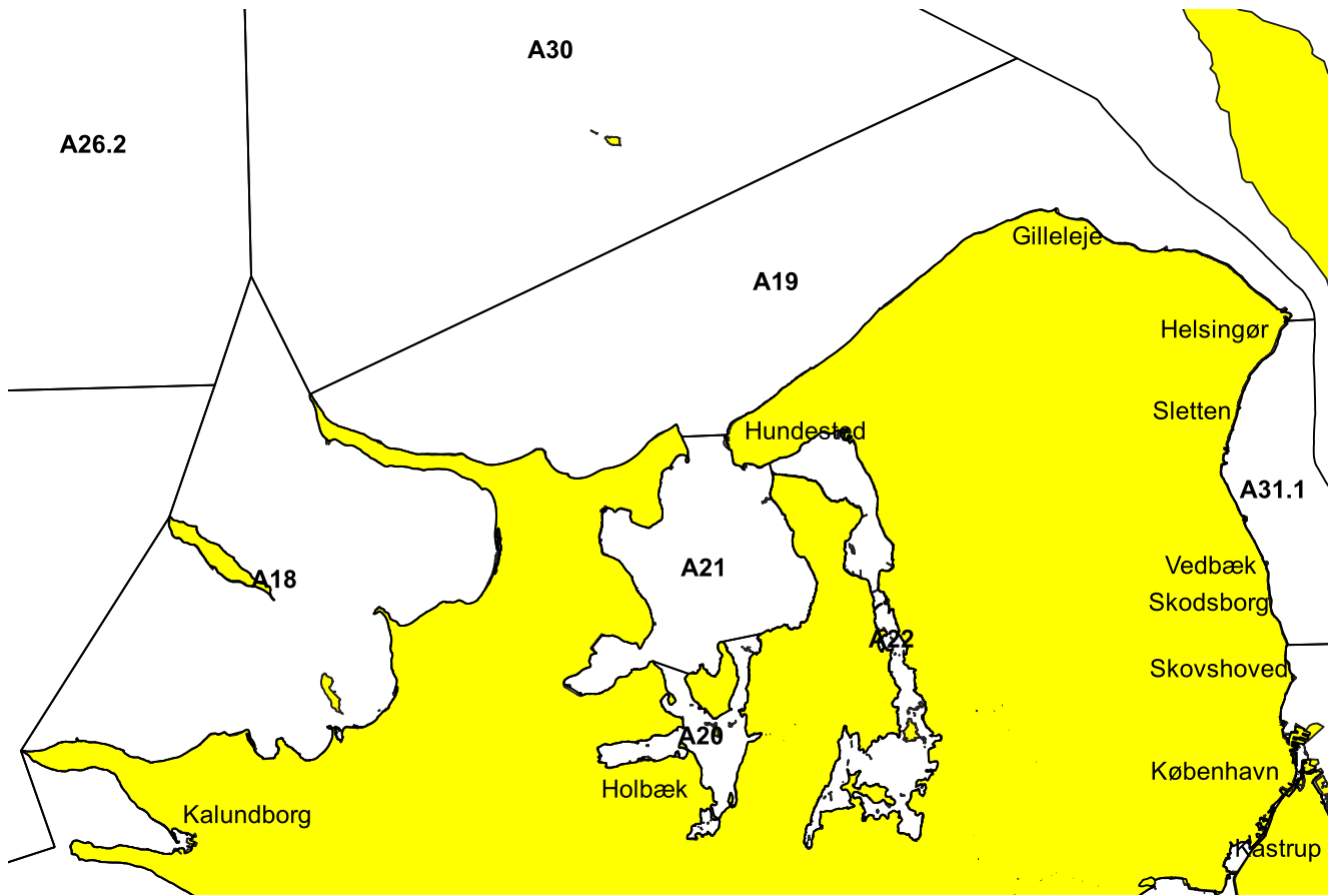 A30
A26.2
Gilleleje
A19
Helsingør
Sletten
Hundested
A31.1
Vedbæk
A21
A18
Skodsborg
A22
Skovshoved
A20
København
Holbæk
Kalundborg
Kastrup